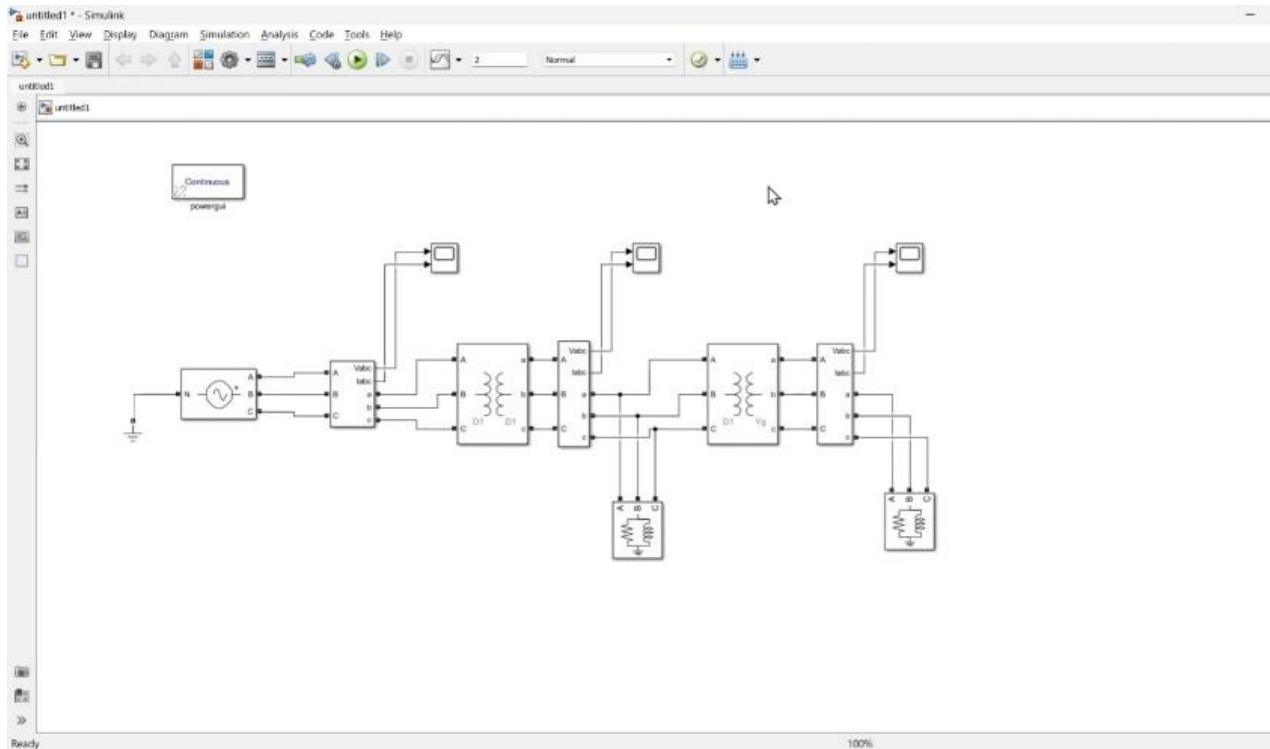 untitled1 * - Simulink
File Edit View Display Diagram Simulation Analysis Code Tools Help
2 Normal
untitled1
untitled1
Continuous
powergui
N A B C
A B C Vabc Iabc a b c
A B C D1 D1 a b c
A B C Vabc Iabc a b c
A B C D1 Yg a b c
A B C Vabc Iabc a b c
A B C
A B C
Ready 100%